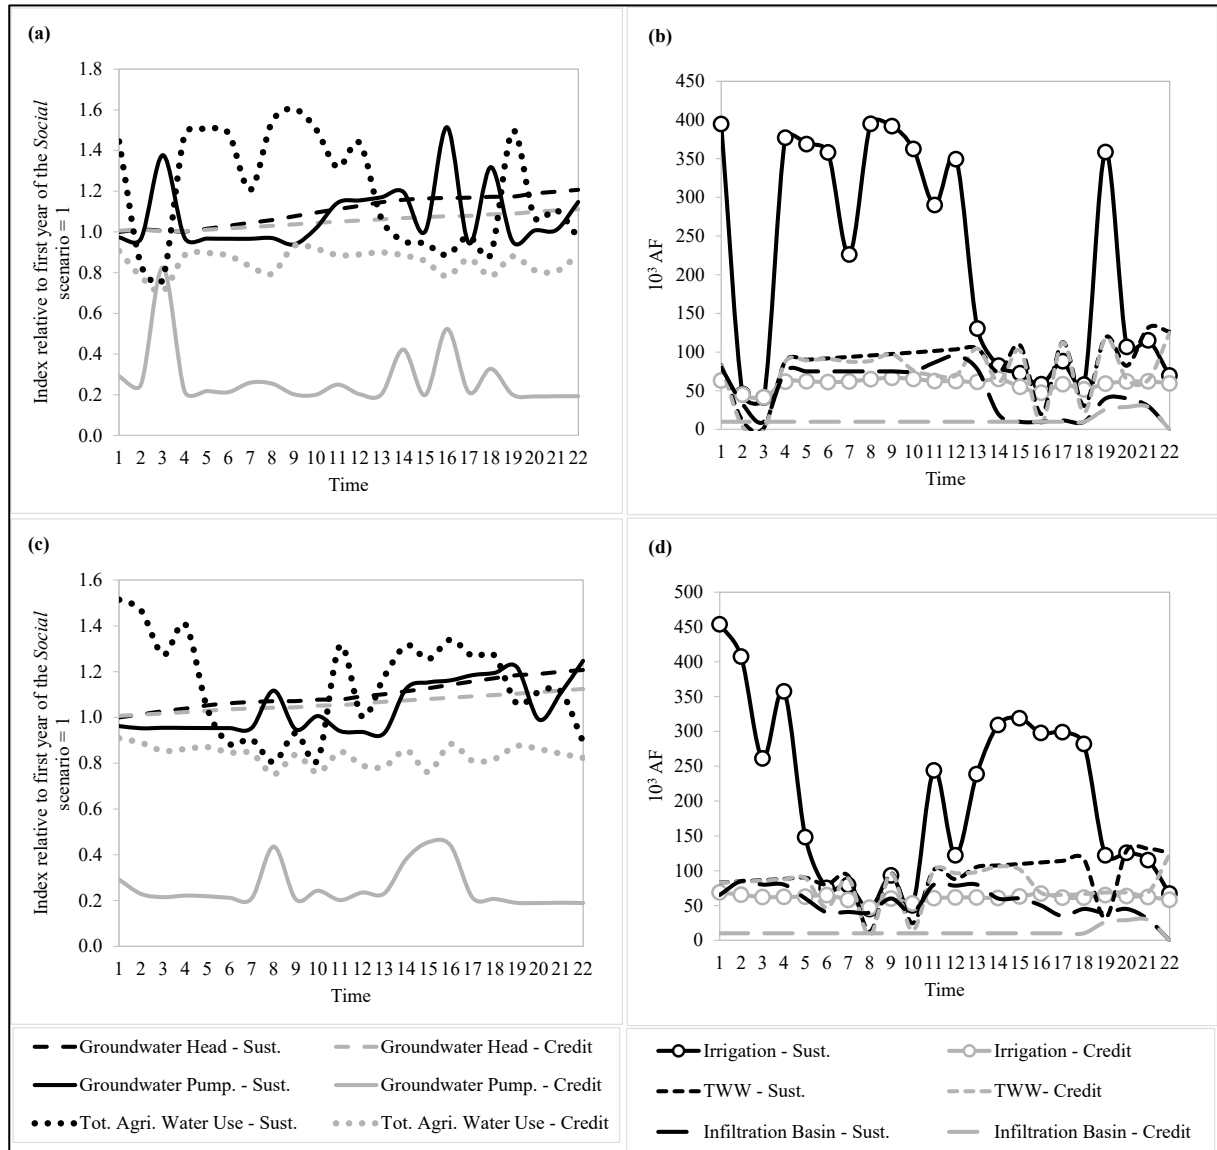 (a)
Index relative to first year of the Social
scenario = 1
1.8
1.6
1.4
1.2
1.0
0.8
0.6
0.4
0.2
0.0
1 2 3 4 5 6 7 8 9 10 11 12 13 14 15 16 17 18 19 20 21 22
Time
(b)
10³ AF
450
400
350
300
250
200
150
100
50
0
1 2 3 4 5 6 7 8 9 10 11 12 13 14 15 16 17 18 19 20 21 22
Time
(c)
Index relative to first year of the Social
scenario = 1
1.6
1.4
1.2
1.0
0.8
0.6
0.4
0.2
0.0
1 2 3 4 5 6 7 8 9 10 11 12 13 14 15 16 17 18 19 20 21 22
Time
(d)
10³ AF
500
450
400
350
300
250
200
150
100
50
0
1 2 3 4 5 6 7 8 9 10 11 12 13 14 15 16 17 18 19 20 21 22
Time
Groundwater Head - Sust.
Groundwater Head - Credit
Groundwater Pump. - Sust.
Groundwater Pump. - Credit
Tot. Agri. Water Use - Sust.
Tot. Agri. Water Use - Credit
Irrigation - Sust.
Irrigation - Credit
TWW - Sust.
TWW- Credit
Infiltration Basin - Sust.
Infiltration Basin - Credit